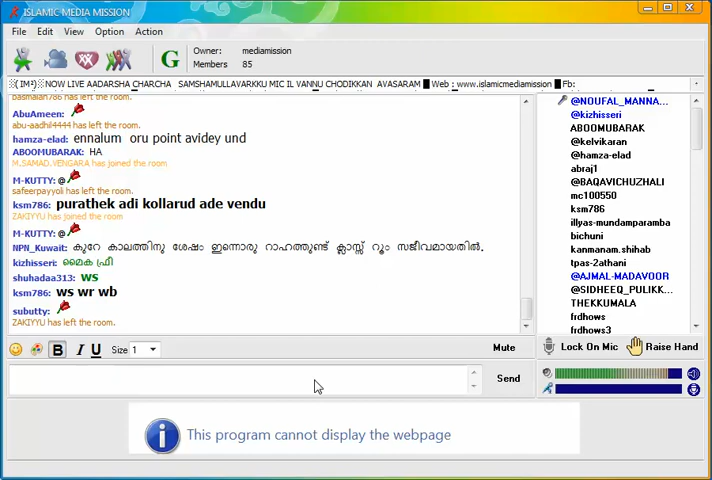 ISLAMIC MEDIA MISSION
File Edit View Option Action
G Owner: mediamission
Members 85
NOW LIVE AADARSHA CHARCHA SAMSHAMULLAVARKKU MIC IL VANNU CHODIKKAN AVASARAM Web : www.islamicmediamission Fb:
basmalah786 has left the room.
AbuAmeen:
abu-aadhil4444 has left the room.
hamza-elad: ennalum oru point avidey und
ABOOMUBARAK: HA
M.SAMAD.VENGARA has joined the room
M-KUTTY: @
safeerpayyoli has left the room.
ksm786: purathek adi kollarud ade vendu
ZAKIYYU has joined the room
M-KUTTY: @
NPN_Kuwait: കുറേ കാലത്തിനു ശേഷം ഇന്നൊരു റാഹത്തുണ്ട് ക്ലാസ്സ് റൂം സജീവമായതിൽ.
kizhisseri: മൈക ഫ്രീ
shuhadaa313: ws
ksm786: ws wr wb
subutty:
ZAKIYYU has left the room.
@NOUFAL_MANNA...
@kizhisseri
ABOOMUBARAK
@kelvikaran
@hamza-elad
abraj1
@BAQAVICHUZHALI
mc100550
ksm786
illyas-mundamparamba
bichuni
kanmanam.shihab
tpas-2athani
@AJMAL-MADAVOOR
@SIDHEEQ_PULIKK...
THEKKUMALA
frdhows
frdhows3
B I U Size 1 Mute
Lock On Mic Raise Hand
Send
This program cannot display the webpage